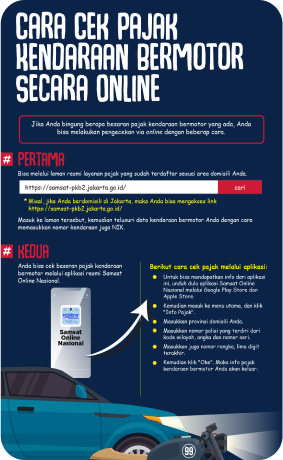 CARA CEK PAJAK
KENDARAAN BERMOTOR
SECARA ONLINE
Jika Anda bingung berapa besaran pajak kendaraan bermotor yang ada, Anda
bisa melakukan pengecekan via online dengan beberap cara.
# PERTAMA
Bisa melalui laman resmi layanan pajak yang sudah terdaftar sesuai area domisili Anda.
https://samsat-pkb2.jakarta.go.id/ cari
* Misal, jika Anda berdomisili di Jakarta, maka Anda bisa mengakses link
https://samsat-pkb2.jakarta.go.id/
Masuk ke laman tersebut, kemudian telusuri data kendaraan bermotor Anda dengan cara
memasukkan nomor kendaraan juga NIK.
# KEDUA
Anda bisa cek besaran pajak kendaraan
bermotor melalui aplikasi resmi Samsat
Online Nasional.
Samsat
Online
Nasional
Berikut cara cek pajak melalui aplikasi:
Untuk bisa mendapatkan info dari aplikasi
ini, unduh dulu aplikasi Samsat Online
Nasional melalui Google Play Store dan
Apple Store.
Kemudian masuk ke menu utama, dan klik
"Info Pajak".
Masukkan provinsi domisili Anda.
Masukkan nomor polisi yang terdiri dari
kode wilayah, angka dan nomor seri.
Masukkan juga nomor rangka, lima digit
terakhir.
Kemudian klik "Oke". Maka info pajak
kendaraan bermotor Anda akan keluar.
99